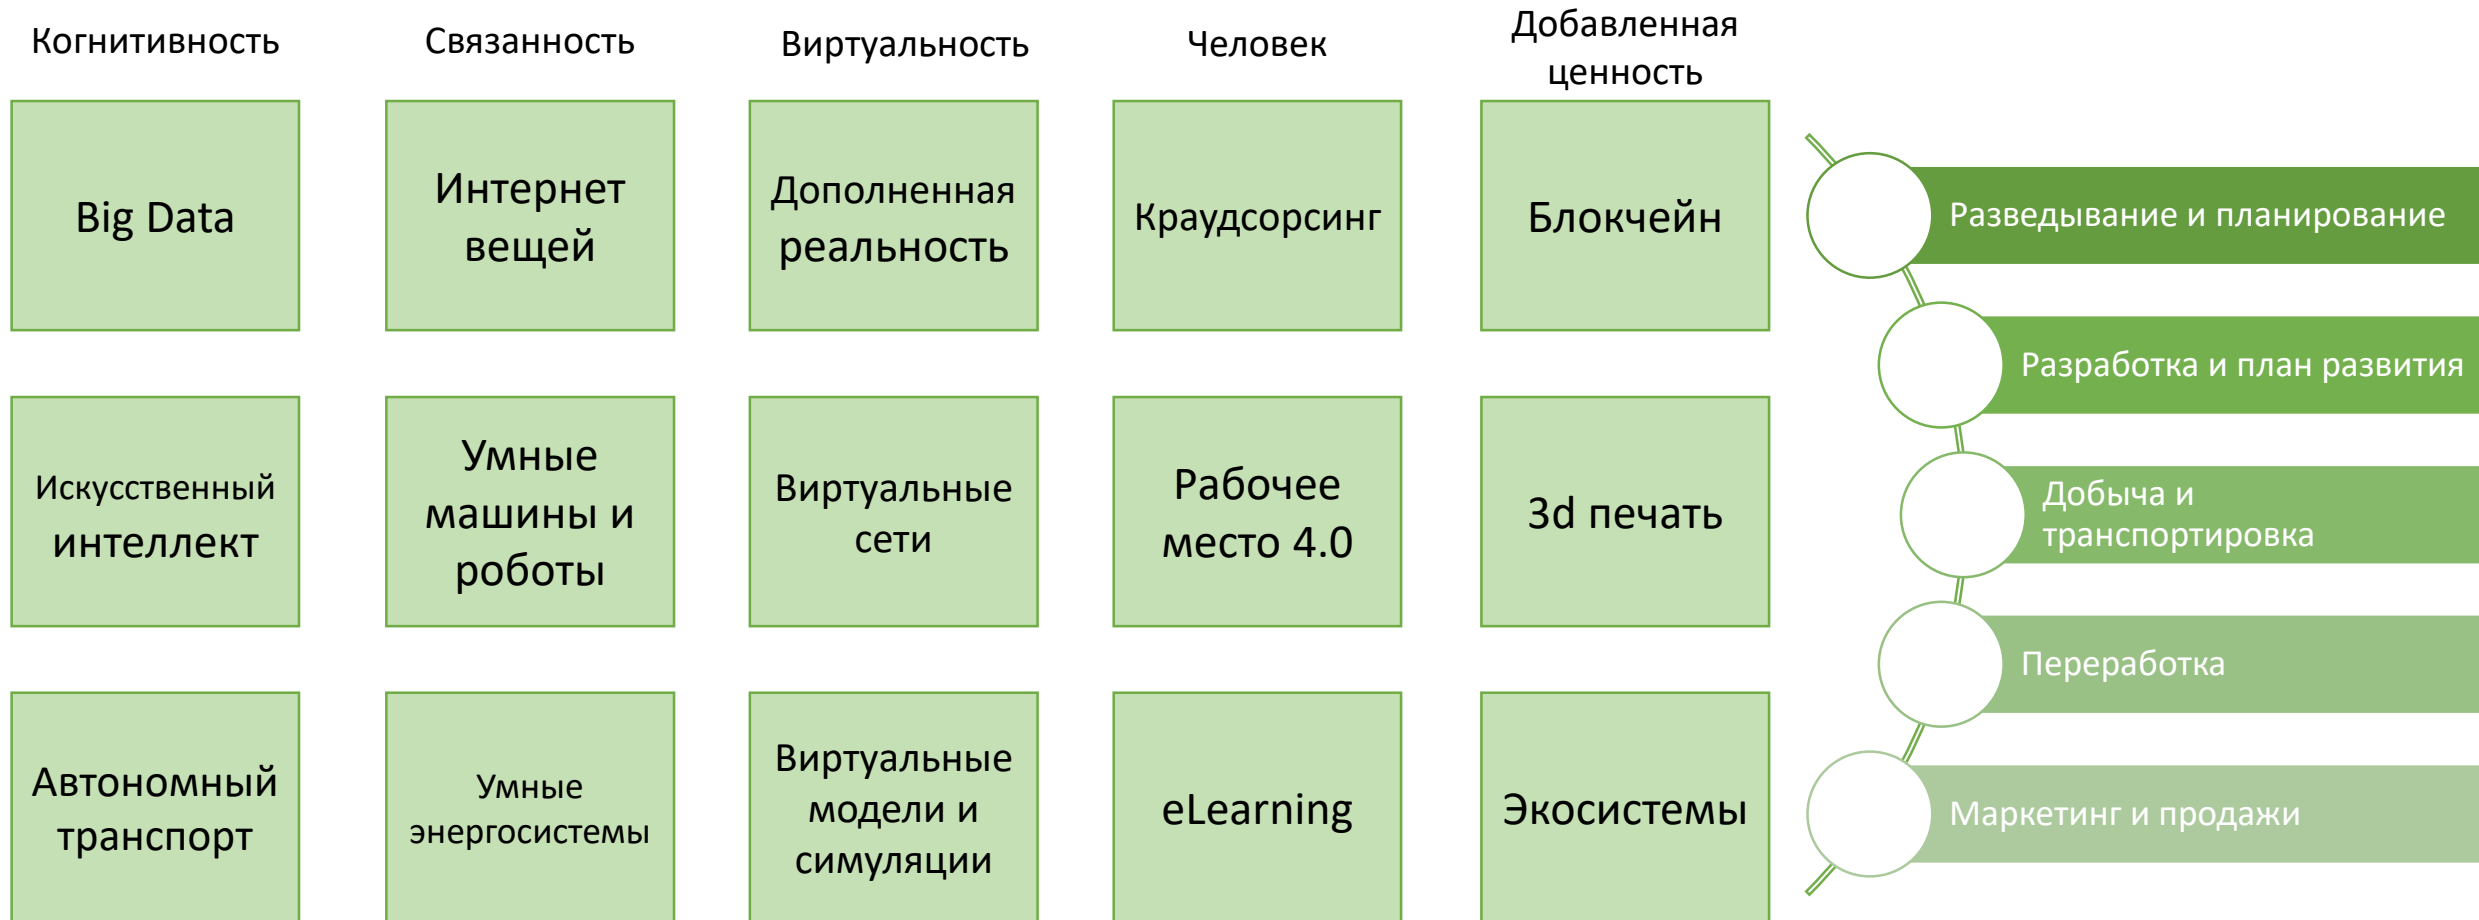 Когнитивность
Связанность
Виртуальность
Человек
Добавленная
ценность
Big Data
Интернет
вещей
Дополненная
реальность
Краудсорсинг
Блокчейн
Искусственный
интеллект
Умные
машины и
роботы
Виртуальные
сети
Рабочее
место 4.0
3d печать
Автономный
транспорт
Умные
энергосистемы
Виртуальные
модели и
симуляции
eLearning
Экосистемы
Разведывание и планирование
Разработка и план развития
Добыча и
транспортировка
Переработка
Маркетинг и продажи